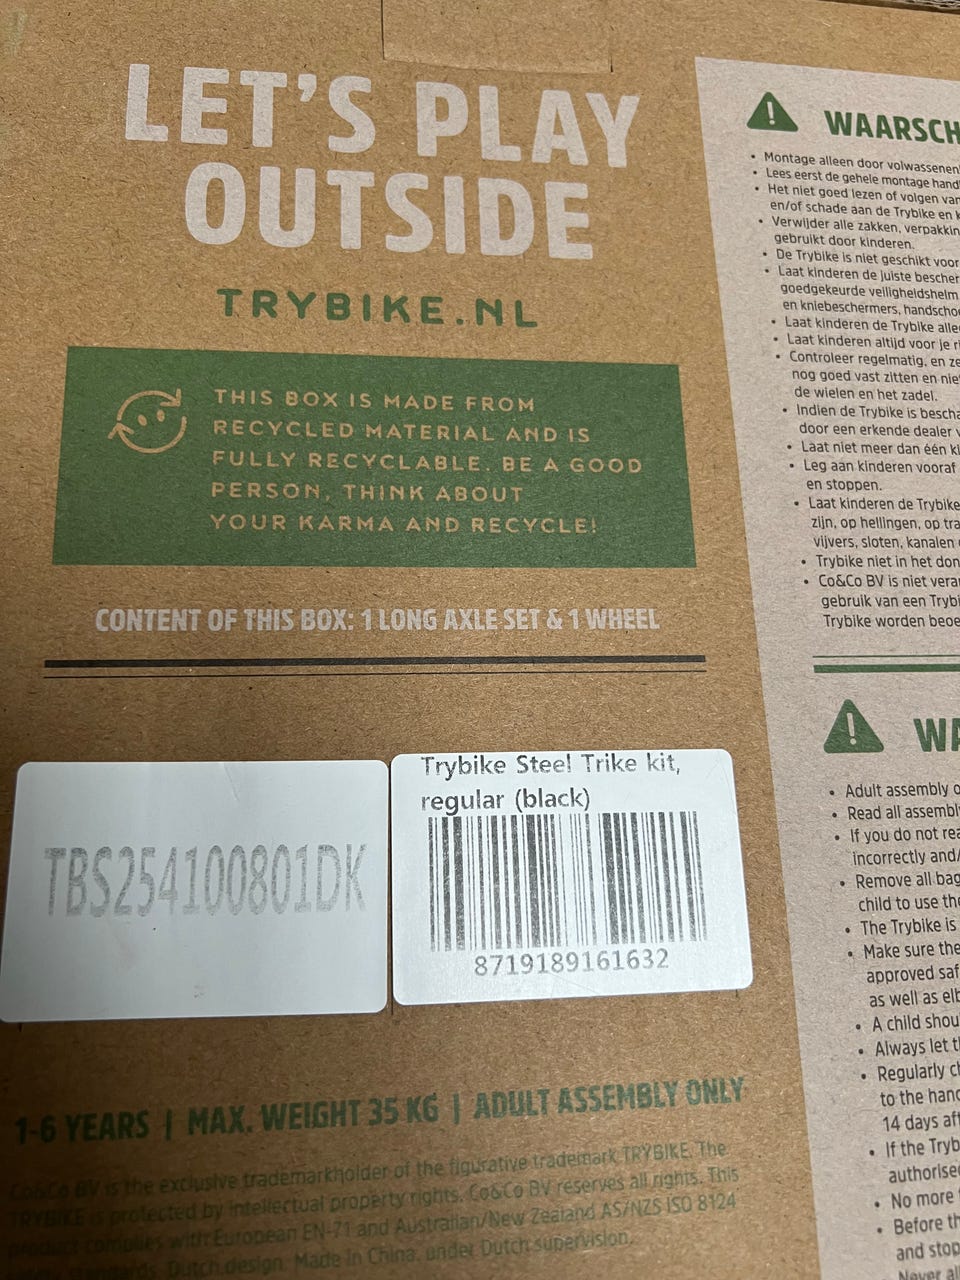 LET'S PLAY
OUTSIDE
TRYBIKE.NL
THIS BOX IS MADE FROM
RECYCLED MATERIAL AND IS
FULLY RECYCLABLE. BE A GOOD
PERSON, THINK ABOUT
YOUR KARMA AND RECYCLE!
CONTENT OF THIS BOX: 1 LONG AXLE SET & 1 WHEEL
TBS254100801DK
Trybike Steel Trike kit,
regular (black)
8719189161632
1-6 YEARS | MAX. WEIGHT 35 KG | ADULT ASSEMBLY ONLY
Co&Co BV is the exclusive trademarkholder of the figurative trademark TRYBIKE. The
TRYBIKE is protected by intellectual property rights. Co&Co BV reserves all rights. This
product complies with European EN-71 and Australian/New Zealand AS/NZS ISO 8124
standards. Dutch design. Made in China, under Dutch supervision.
WAARSCH
• Montage alleen door volwassenen
• Lees eerst de gehele montage hand
• Het niet goed lezen of volgen van
en/of schade aan de Trybike en
• Verwijder alle zakken, verpakkin
gebruikt door kinderen.
• De Trybike is niet geschikt voor
• Laat kinderen de juiste bescher
goedgekeurde veiligheidshelm
en kniebeschermers, handscho
• Laat kinderen de Trybike alle
• Laat kinderen altijd voor je ri
• Controleer regelmatig, en ze
nog goed vast zitten en nie
de wielen en het zadel.
• Indien de Trybike is bescha
door een erkende dealer
• Laat niet meer dan één ki
• Leg aan kinderen vooraf
en stoppen.
• Laat kinderen de Trybike
zijn, op hellingen, op tra
vijvers, sloten, kanalen
• Trybike niet in het don
• Co&Co BV is niet vera
gebruik van een Trybi
Trybike worden beoe
WA
• Adult assembly o
• Read all assembl
• If you do not rea
incorrectly and/
• Remove all bag
child to use the
• The Trybike is
• Make sure the
approved saf
as well as elb
• A child shou
• Always let t
• Regularly ch
to the hand
14 days aft
• If the Tryb
authorise
• No more
• Before th
and stop
Never al